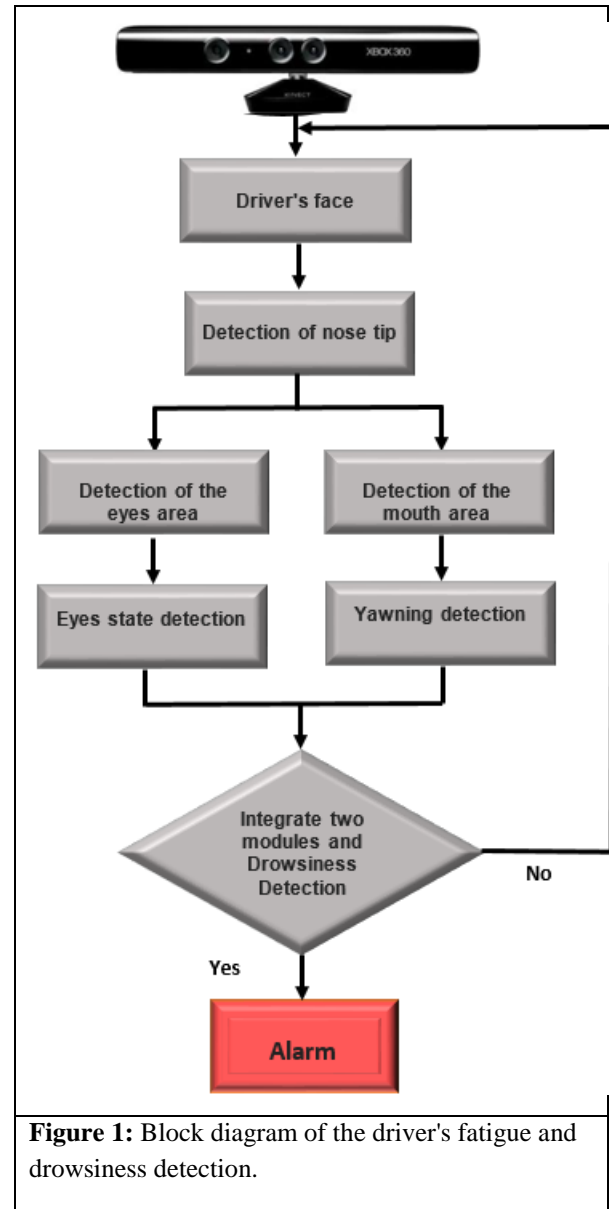 XBOX360
KINECT
Driver's face
Detection of nose tip
Detection of the
eyes area
Detection of the
mouth area
Eyes state detection
Yawning detection
Integrate two
modules and
Drowsiness
Detection
No
Yes
Alarm
Figure 1: Block diagram of the driver's fatigue and
drowsiness detection.